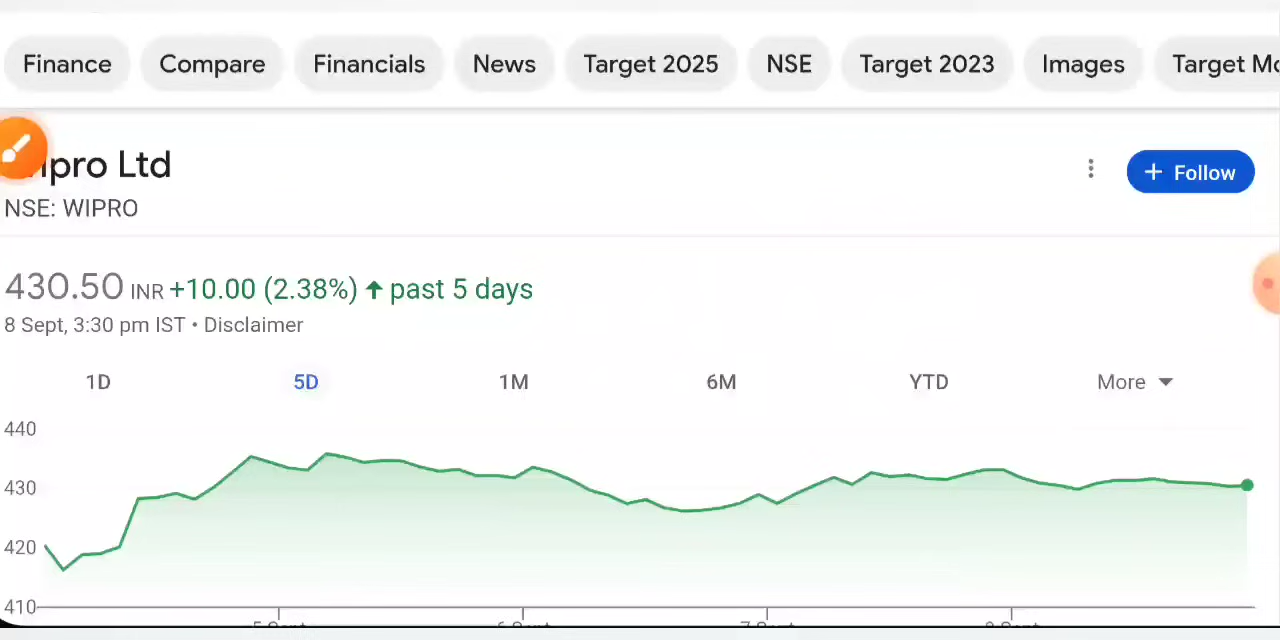 Finance Compare Financials News Target 2025 NSE Target 2023 Images Target
ipro Ltd
+ Follow
NSE: WIPRO
430.50 INR +10.00 (2.38%) ↑ past 5 days
8 Sept, 3:30 pm IST • Disclaimer
1D 5D 1M 6M YTD More
440
430
420
410